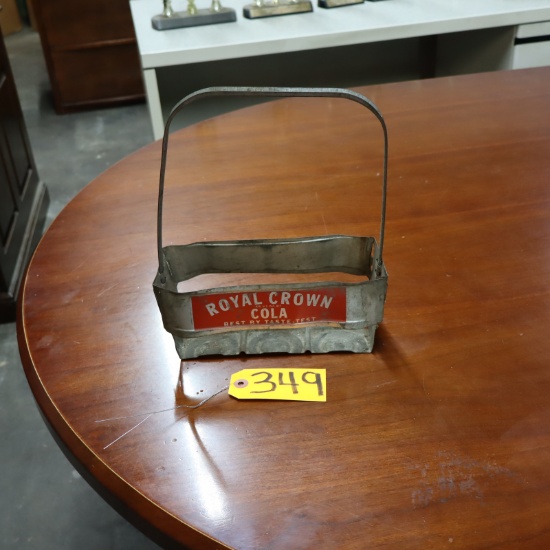 ROYAL CROWN
COLA
BEST BY TASTE-TEST
349